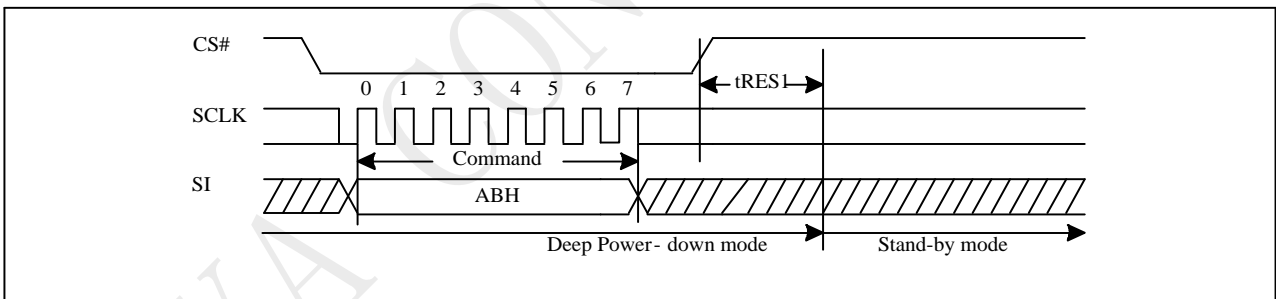 CS#
tRES1
0 1 2 3 4 5 6 7
SCLK
Command
SI
ABH
Deep Power- down mode Stand-by mode